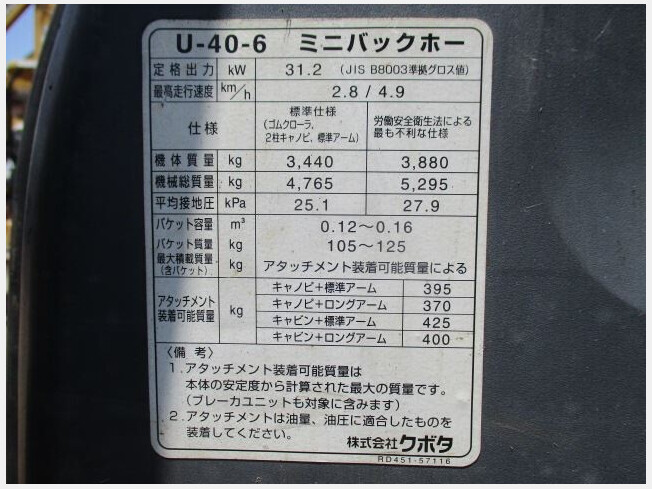 U-40-6 ミニバックホー
定格出力 kW 31.2 (JIS B8003準拠グロス値)
最高走行速度 km/h 2.8 / 4.9
仕様 標準仕様 (ゴムクローラ、2柱キャノピ、標準アーム) 労働安全衛生法による最も不利な仕様
機体質量 kg 3,440 3,880
機械総質量 kg 4,765 5,295
平均接地圧 kPa 25.1 27.9
バケット容量 m³ 0.12～0.16
バケット質量 kg 105～125
最大積載質量 (含バケット) kg アタッチメント装着可能質量による
アタッチメント装着可能質量 kg キャノピ+標準アーム 395
キャノピ+ロングアーム 370
キャビン+標準アーム 425
キャビン+ロングアーム 400
〈備考〉
1.アタッチメント装着可能質量は
本体の安定度から計算された最大の質量です。
(ブレーカユニットも対象に含みます)
2.アタッチメントは油量、油圧に適合したものを
装着してください。
株式会社クボタ
RD451-57116